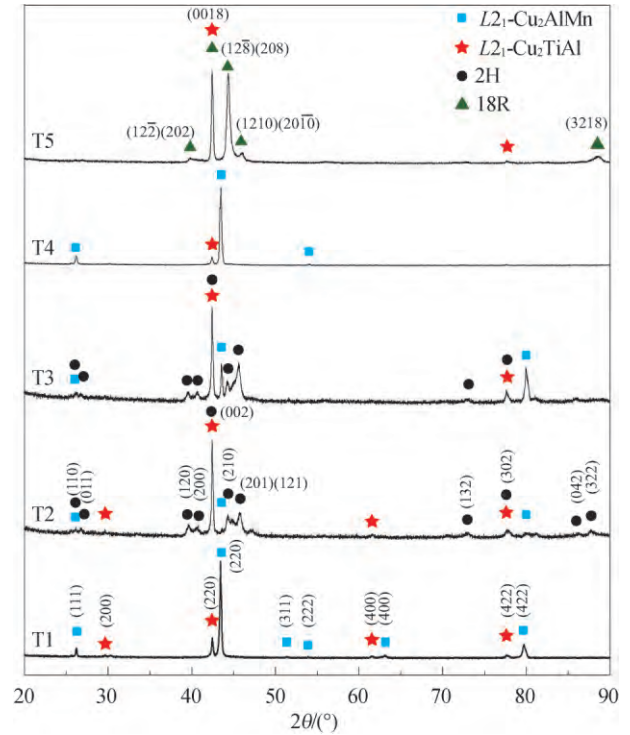 (0018)
L2₁-Cu₂AlMn
L2₁-Cu₂TiAl
2H
18R
(128̅)(208)
(122̅)(202)
(1210)(201̅0̅)
(3218)
T5
T4
T3
(002)
(110)
(011)
(120)
(200)
(210)
(201)(121)
(132)
(302)
(042)
(322)
T2
(111)
(200)
(220)
(220)
(311)
(222)
(400)
(400)
(422)
(422)
T1
20 30 40 50 60 70 80 90
2θ/(°)